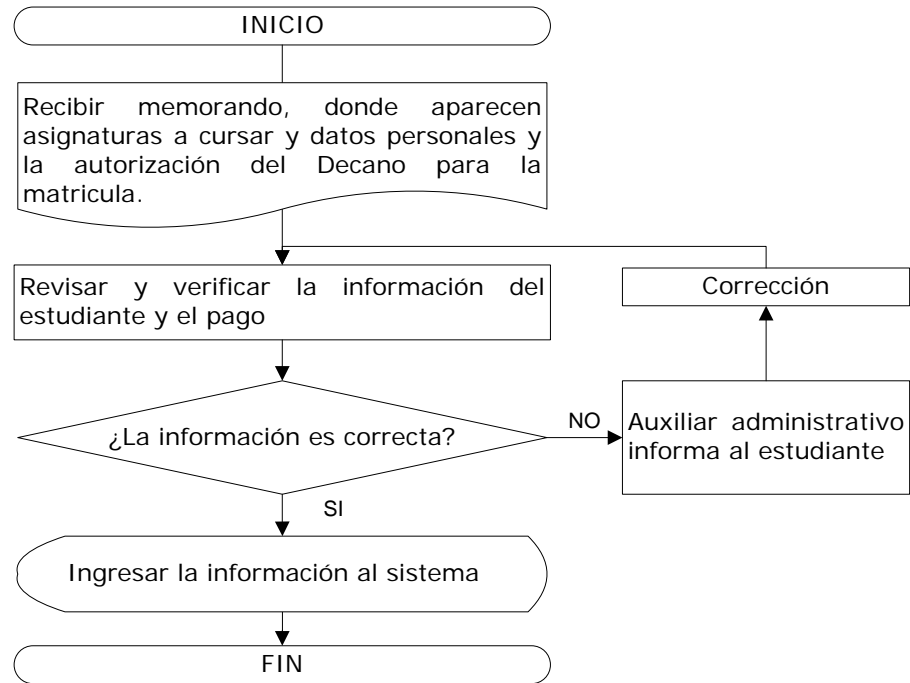 INICIO
Recibir memorando, donde aparecen
asignaturas a cursar y datos personales y
la autorización del Decano para la
matricula.
Revisar y verificar la información del
estudiante y el pago
Corrección
¿La información es correcta?
NO
Auxiliar administrativo
informa al estudiante
SI
Ingresar la información al sistema
FIN